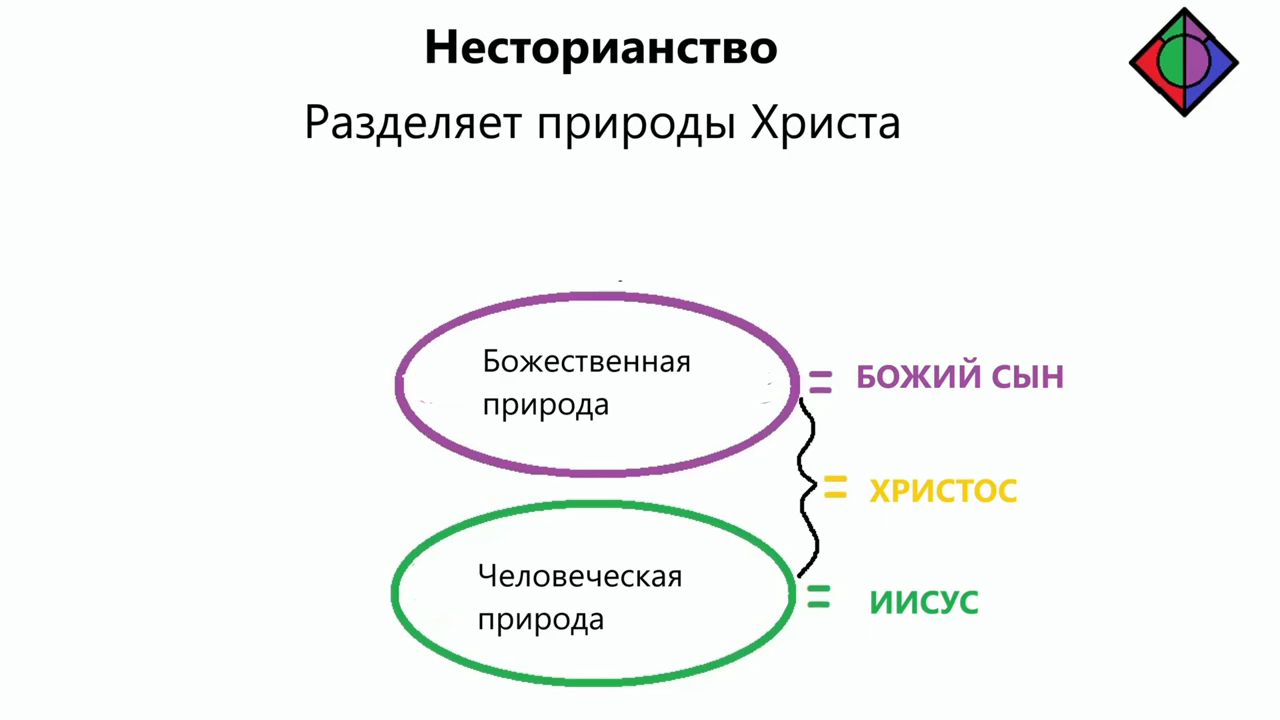 Несторианство
Разделяет природы Христа
Божественная
природа
= БОЖИЙ СЫН
= ХРИСТОС
Человеческая
природа
= ИИСУС